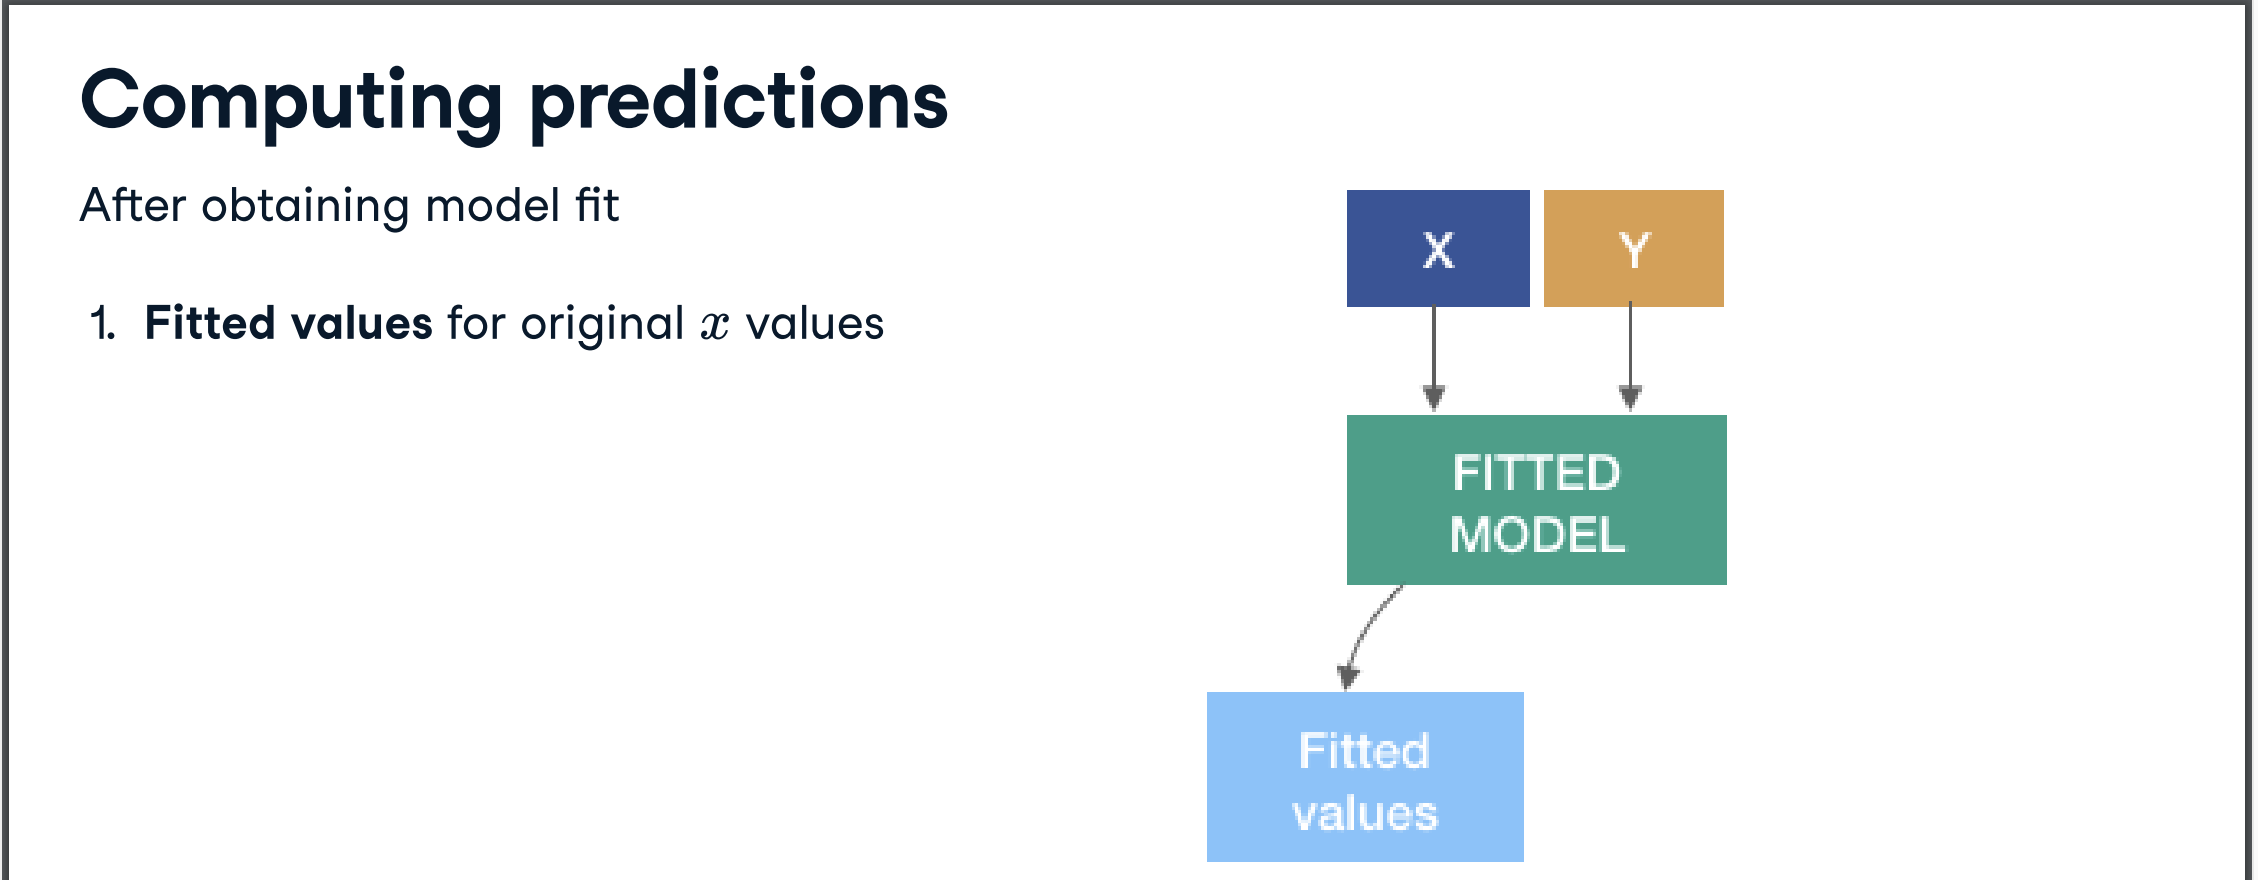 Computing predictions
After obtaining model fit
1. Fitted values for original x values
X
Y
FITTED
MODEL
Fitted
values